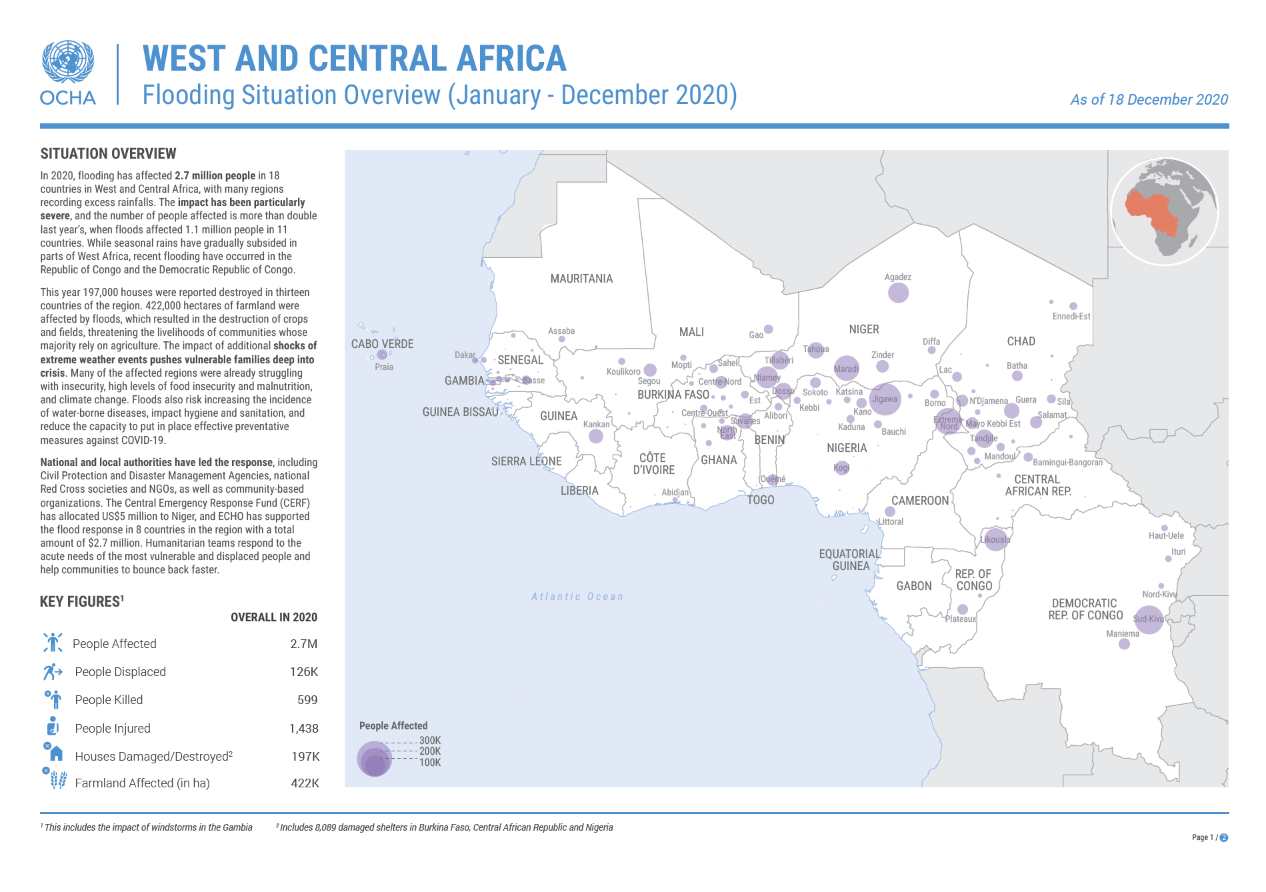 OCHA
WEST AND CENTRAL AFRICA
Flooding Situation Overview (January - December 2020)
As of 18 December 2020
SITUATION OVERVIEW
In 2020, flooding has affected 2.7 million people in 18
countries in West and Central Africa, with many regions
recording excess rainfalls. The impact has been particularly
severe, and the number of people affected is more than double
last year's, when floods affected 1.1 million people in 11
countries. While seasonal rains have gradually subsided in
parts of West Africa, recent flooding have occurred in the
Republic of Congo and the Democratic Republic of Congo.
This year 197,000 houses were reported destroyed in thirteen
countries of the region. 422,000 hectares of farmland were
affected by floods, which resulted in the destruction of crops
and fields, threatening the livelihoods of communities whose
majority rely on agriculture. The impact of additional shocks of
extreme weather events pushes vulnerable families deep into
crisis. Many of the affected regions were already struggling
with insecurity, high levels of food insecurity and malnutrition,
and climate change. Floods also risk increasing the incidence
of water-borne diseases, impact hygiene and sanitation, and
reduce the capacity to put in place effective preventative
measures against COVID-19.
National and local authorities have led the response, including
Civil Protection and Disaster Management Agencies, national
Red Cross societies and NGOs, as well as community-based
organizations. The Central Emergency Response Fund (CERF)
has allocated US$5 million to Niger, and ECHO has supported
the flood response in 8 countries in the region with a total
amount of $2.7 million. Humanitarian teams respond to the
acute needs of the most vulnerable and displaced people and
help communities to bounce back faster.
KEY FIGURES¹
OVERALL IN 2020
People Affected 2.7M
People Displaced 126K
People Killed 599
People Injured 1,438
Houses Damaged/Destroyed² 197K
Farmland Affected (in ha) 422K
MAURITANIA
Agadez
Ennedi-Est
Assaba
MALI
Gao
NIGER
CHAD
CABO VERDE
Praia
Dakar
SENEGAL
Koulikoro
Segou
Mopti
Sahel
Tillabéri
Tahoua
Maradi
Zinder
Diffa
Lac
Batha
GAMBIA
Basse
BURKINA FASO
Centre-Nord
Niamey
Dosso
Sokoto
Katsina
Jigawa
Borno
N'Djamena
Guera
Sila
GUINEA BISSAU
GUINEA
Kankan
Centre-Ouest
Est
Savanes
North
East
Alibori
Kebbi
Kano
Kaduna
Bauchi
Extreme
Nord
Mayo Kebbi Est
Salamat
Tandjile
Mandoul
Bamingui-Bangoran
SIERRA LEONE
CÔTE
D'IVOIRE
GHANA
BENIN
NIGERIA
Kogi
LIBERIA
Abidjan
Ouémé
TOGO
CAMEROON
Littoral
CENTRAL
AFRICAN REP.
EQUATORIAL
GUINEA
GABON
Likouala
REP. OF
CONGO
Plateaux
Haut-Uele
Ituri
Nord-Kivu
DEMOCRATIC
REP. OF CONGO
Sud-Kivu
Maniema
Atlantic Ocean
People Affected
300K
200K
100K
¹ This includes the impact of windstorms in the Gambia
² Includes 8,089 damaged shelters in Burkina Faso, Central African Republic and Nigeria
Page 1 / 2